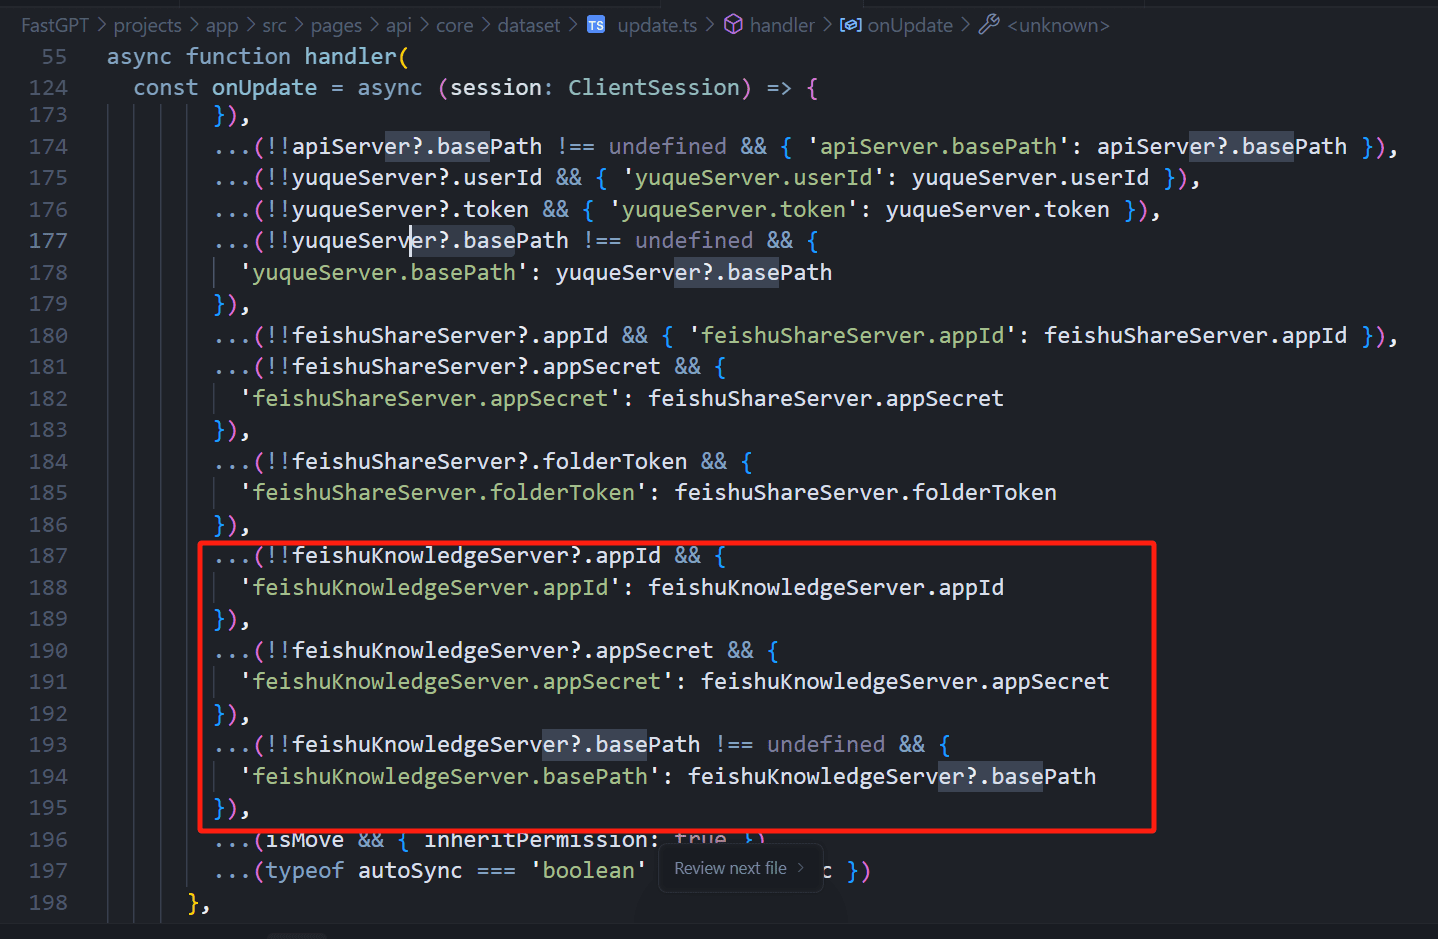 FastGPT > projects > app > src > pages > api > core > dataset > TS update.ts > handler > onUpdate > <unknown>
55 async function handler(
124 const onUpdate = async (session: ClientSession) => {
173 }),
174 ...(!!apiServer?.basePath !== undefined && { 'apiServer.basePath': apiServer?.basePath }),
175 ...(!!yuqueServer?.userId && { 'yuqueServer.userId': yuqueServer.userId }),
176 ...(!!yuqueServer?.token && { 'yuqueServer.token': yuqueServer.token }),
177 ...(!!yuqueServer?.basePath !== undefined && {
178 'yuqueServer.basePath': yuqueServer?.basePath
179 }),
180 ...(!!feishuShareServer?.appId && { 'feishuShareServer.appId': feishuShareServer.appId }),
181 ...(!!feishuShareServer?.appSecret && {
182 'feishuShareServer.appSecret': feishuShareServer.appSecret
183 }),
184 ...(!!feishuShareServer?.folderToken && {
185 'feishuShareServer.folderToken': feishuShareServer.folderToken
186 }),
187 ...(!!feishuKnowledgeServer?.appId && {
188 'feishuKnowledgeServer.appId': feishuKnowledgeServer.appId
189 }),
190 ...(!!feishuKnowledgeServer?.appSecret && {
191 'feishuKnowledgeServer.appSecret': feishuKnowledgeServer.appSecret
192 }),
193 ...(!!feishuKnowledgeServer?.basePath !== undefined && {
194 'feishuKnowledgeServer.basePath': feishuKnowledgeServer?.basePath
195 }),
196 ...(isMove && { inheritPermission: true })
197 ...(typeof autoSync === 'boolean' c })
Review next file >
198 },